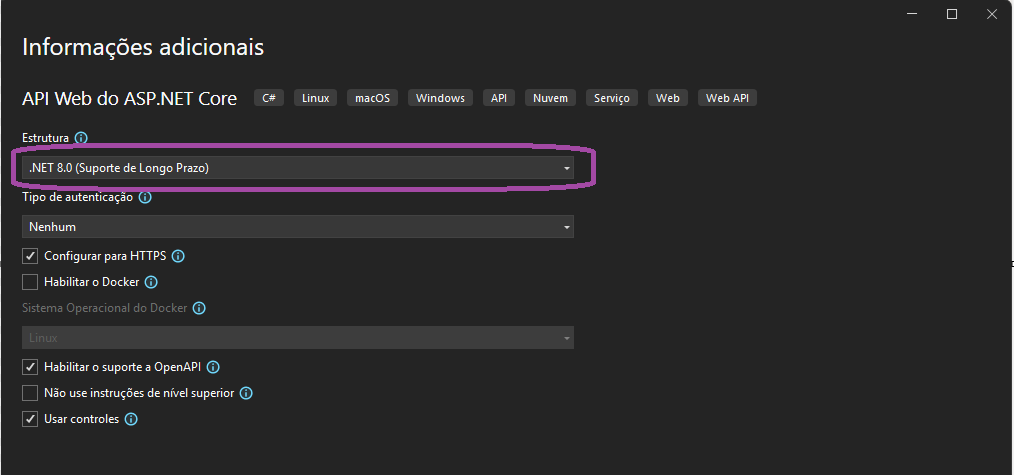 Informações adicionais
API Web do ASP.NET Core C# Linux macOS Windows API Nuvem Serviço Web Web API
Estrutura
.NET 8.0 (Suporte de Longo Prazo)
Tipo de autenticação
Nenhum
Configurar para HTTPS
Habilitar o Docker
Sistema Operacional do Docker
Linux
Habilitar o suporte a OpenAPI
Não use instruções de nível superior
Usar controles